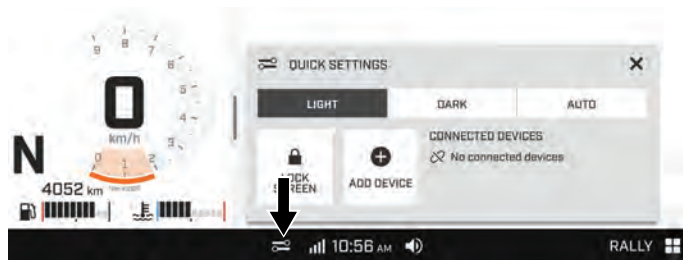 9 8 7 6 5 4 3 2 1 0
0
km/h
N
4052 km
QUICK SETTINGS
LIGHT DARK AUTO
LOCK
SCREEN
ADD DEVICE
CONNECTED DEVICES
No connected devices
10:56 AM
RALLY